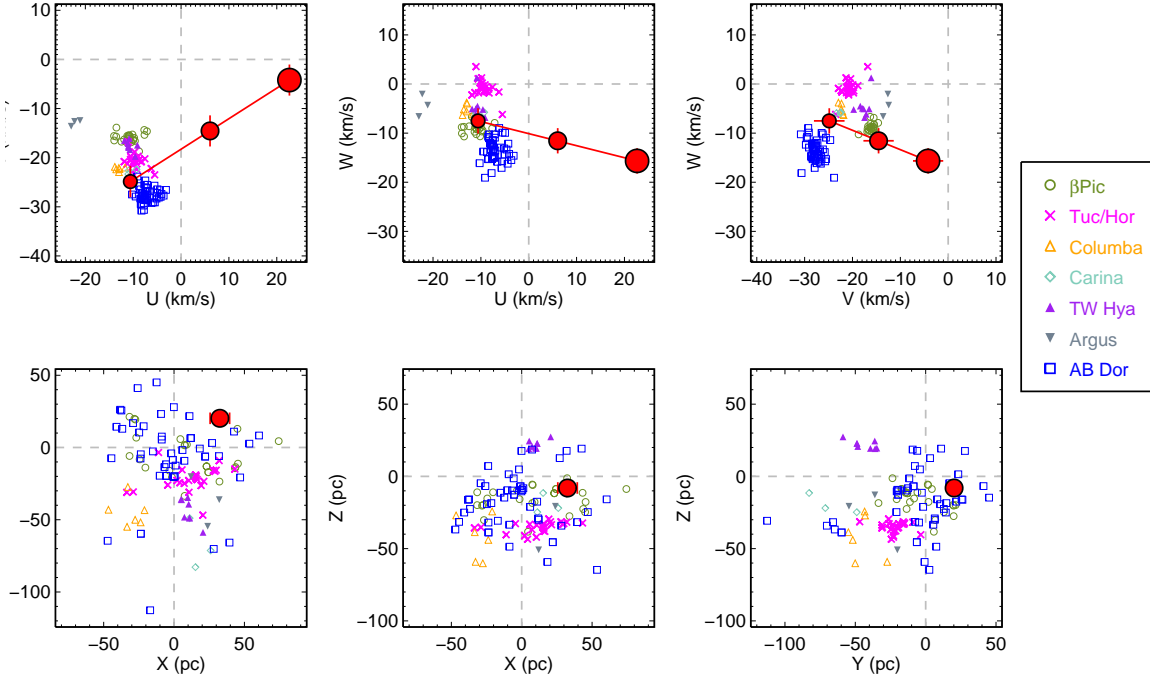 0
−10
−20
−30
−40
−20 −10 0 10 20
U (km/s)
10
0
−10
−20
−30
W (km/s)
−20 −10 0 10 20
U (km/s)
10
0
−10
−20
−30
W (km/s)
−40 −30 −20 −10 0 10
V (km/s)
βPic
Tuc/Hor
Columba
Carina
TW Hya
Argus
AB Dor
50
0
−50
−100
−50 0 50
X (pc)
50
0
−50
−100
Z (pc)
−50 0 50
X (pc)
50
0
−50
−100
Z (pc)
−100 −50 0 50
Y (pc)